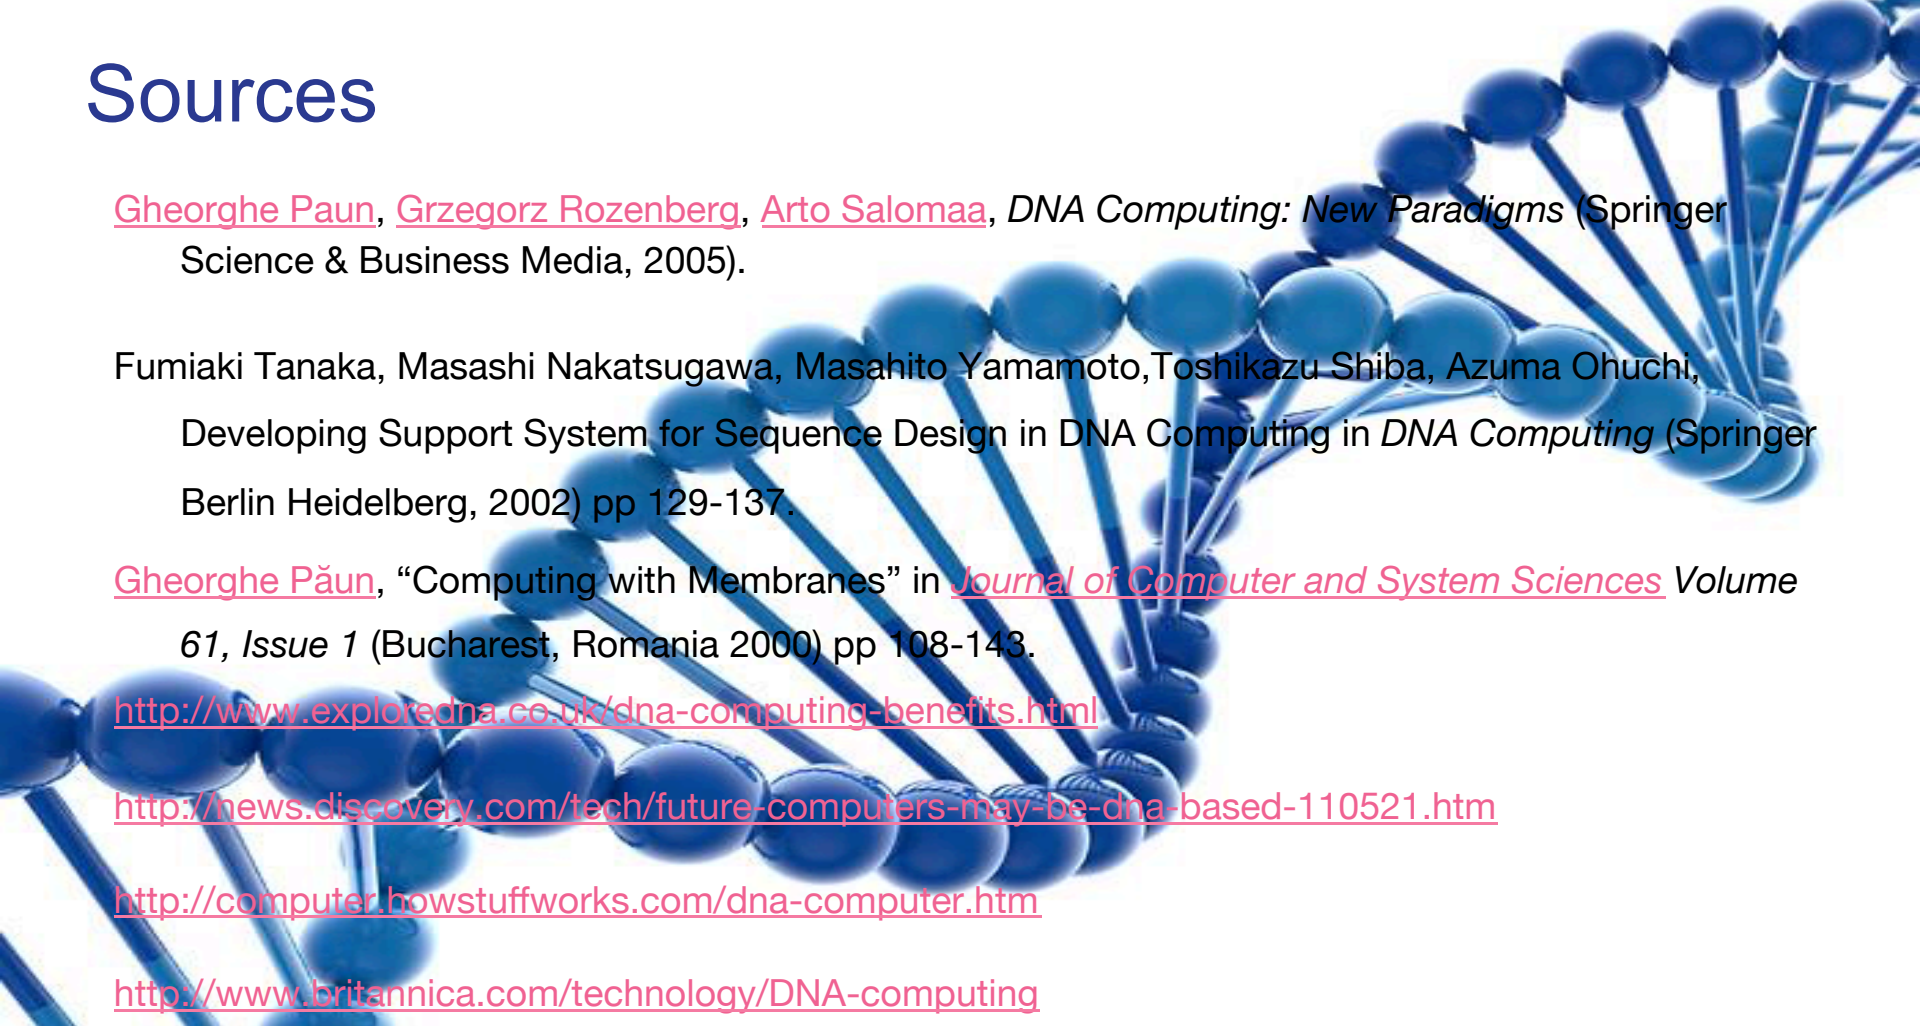 Sources
Gheorghe Paun, Grzegorz Rozenberg, Arto Salomaa, DNA Computing: New Paradigms (Springer
Science & Business Media, 2005).
Fumiaki Tanaka, Masashi Nakatsugawa, Masahito Yamamoto,Toshikazu Shiba, Azuma Ohuchi,
Developing Support System for Sequence Design in DNA Computing in DNA Computing (Springer
Berlin Heidelberg, 2002) pp 129-137.
Gheorghe Păun, “Computing with Membranes” in Journal of Computer and System Sciences Volume
61, Issue 1 (Bucharest, Romania 2000) pp 108-143.
http://www.exploredna.co.uk/dna-computing-benefits.html
http://news.discovery.com/tech/future-computers-may-be-dna-based-110521.htm
http://computer.howstuffworks.com/dna-computer.htm
http://www.britannica.com/technology/DNA-computing